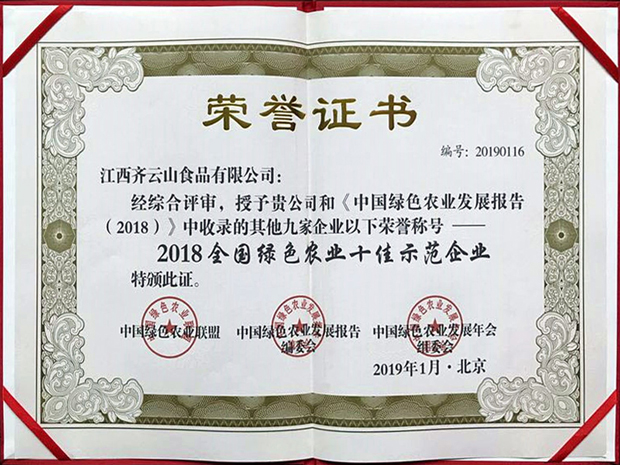 荣誉证书
编号: 20190116
江西齐云山食品有限公司:
经综合评审，授予贵公司和《中国绿色农业发展报告
（2018）》中收录的其他九家企业以下荣誉称号 ——
2018全国绿色农业十佳示范企业
特颁此证。
中国绿色农业联盟 中国绿色农业发展报告 中国绿色农业发展年会
编委会 组委会
2019年1月·北京